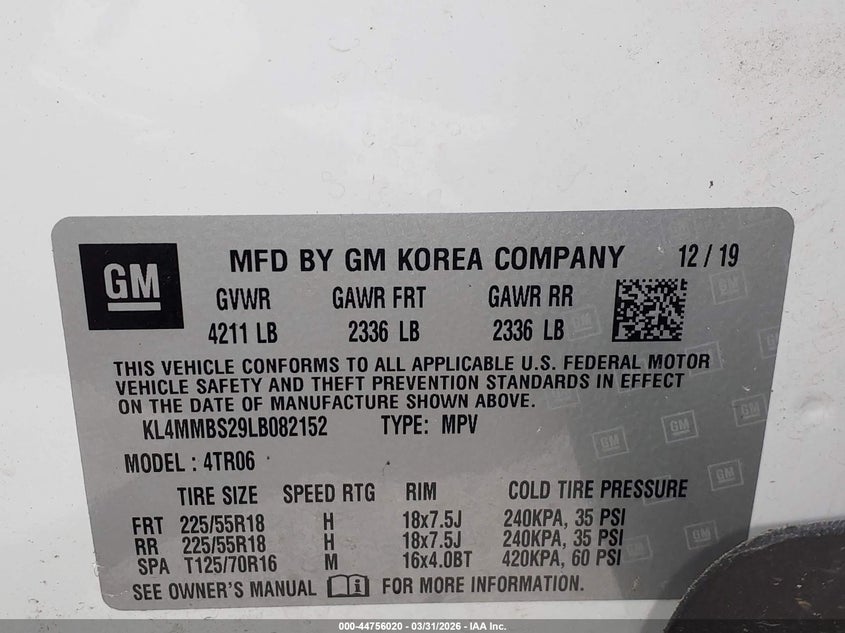 GM
MFD BY GM KOREA COMPANY 12 / 19
GVWR GAWR FRT GAWR RR
4211 LB 2336 LB 2336 LB
THIS VEHICLE CONFORMS TO ALL APPLICABLE U.S. FEDERAL MOTOR
VEHICLE SAFETY AND THEFT PREVENTION STANDARDS IN EFFECT
ON THE DATE OF MANUFACTURE SHOWN ABOVE.
KL4MMBS29LB082152 TYPE: MPV
MODEL : 4TR06
TIRE SIZE SPEED RTG RIM COLD TIRE PRESSURE
FRT 225/55R18 H 18x7.5J 240KPA, 35 PSI
RR 225/55R18 H 18x7.5J 240KPA, 35 PSI
SPA T125/70R16 M 16x4.0BT 420KPA, 60 PSI
SEE OWNER'S MANUAL FOR MORE INFORMATION.
000-44756020 - 03/31/2026 - IAA Inc.